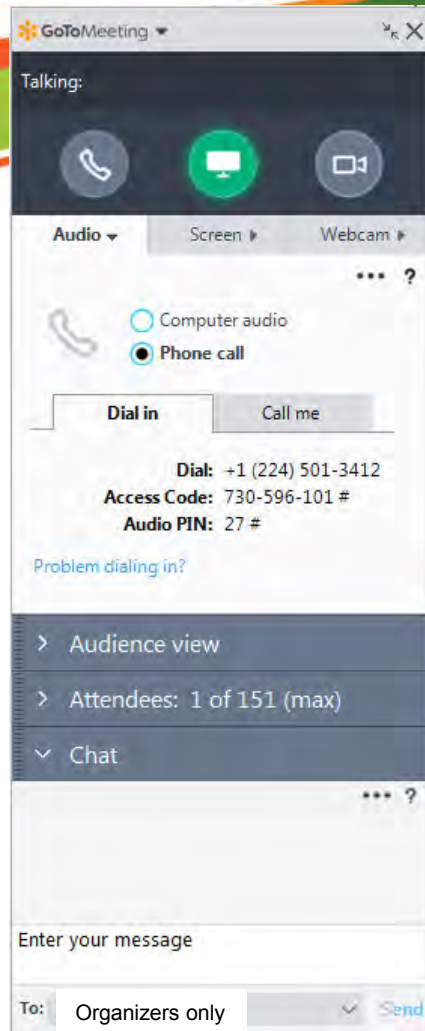 GoToMeeting
Talking:
Audio Screen Webcam
... ?
Computer audio
Phone call
Dial in Call me
Dial: +1 (224) 501-3412
Access Code: 730-596-101 #
Audio PIN: 27 #
Problem dialing in?
> Audience view
> Attendees: 1 of 151 (max)
Chat
... ?
Enter your message
To: Organizers only Send